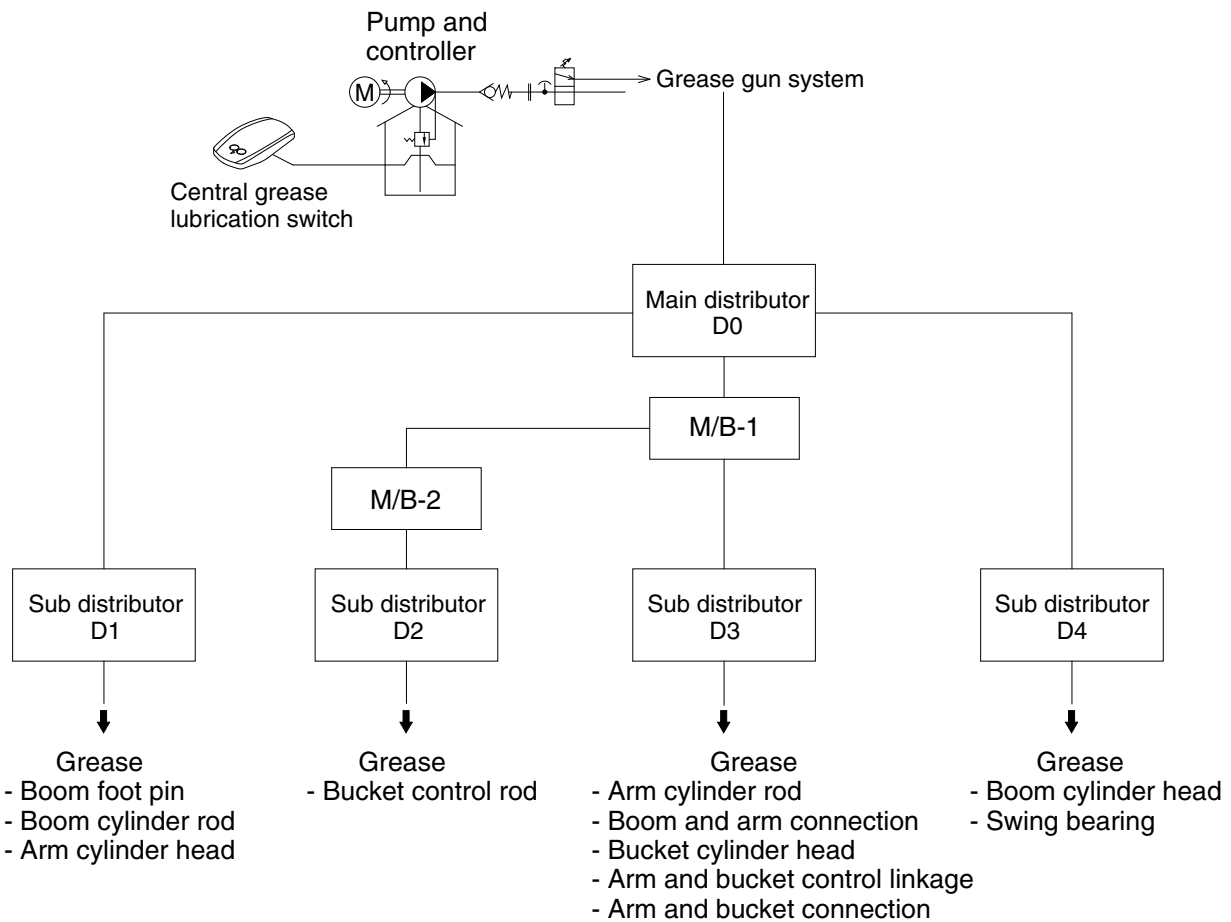 Pump and
controller
M
Grease gun system
Central grease
lubrication switch
Main distributor
D0
M/B-1
M/B-2
Sub distributor
D1
Sub distributor
D2
Sub distributor
D3
Sub distributor
D4
Grease
- Boom foot pin
- Boom cylinder rod
- Arm cylinder head
Grease
- Bucket control rod
Grease
- Arm cylinder rod
- Boom and arm connection
- Bucket cylinder head
- Arm and bucket control linkage
- Arm and bucket connection
Grease
- Boom cylinder head
- Swing bearing